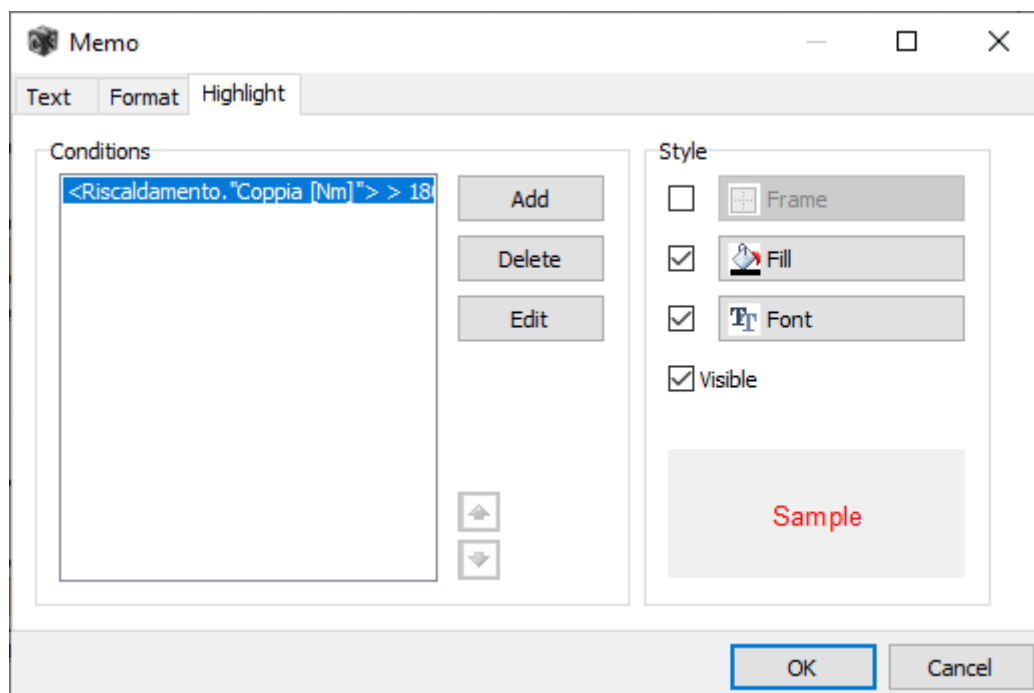 Memo
Text Format Highlight
Conditions
<Riscaldamento."Coppia [Nm]"> > 18
Add
Delete
Edit
Style
Frame
Fill
Font
Visible
Sample
OK Cancel